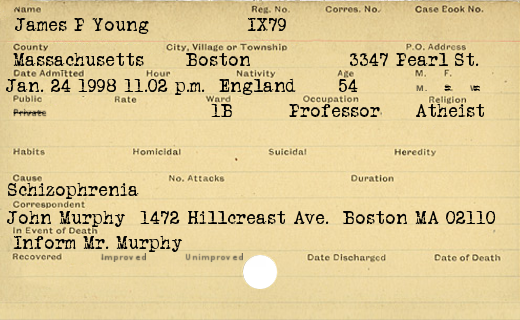 Name Reg. No. Corres. No. Case Book No.
James P Young IX79
County City, Village or Township P.O. Address
Massachusetts Boston 3347 Pearl St.
Date Admitted Hour Nativity Age M. F.
Jan. 24 1998 11.02 p.m. England 54 M. S. W.
Public Rate Ward Occupation Religion
Private 1B Professor Atheist
Habits Homicidal Suicidal Heredity
Cause No. Attacks Duration
Schizophrenia
Correspondent
John Murphy 1472 Hillcreast Ave. Boston MA 02110
In Event of Death
Inform Mr. Murphy
Recovered Improved Unimproved Date Discharged Date of Death